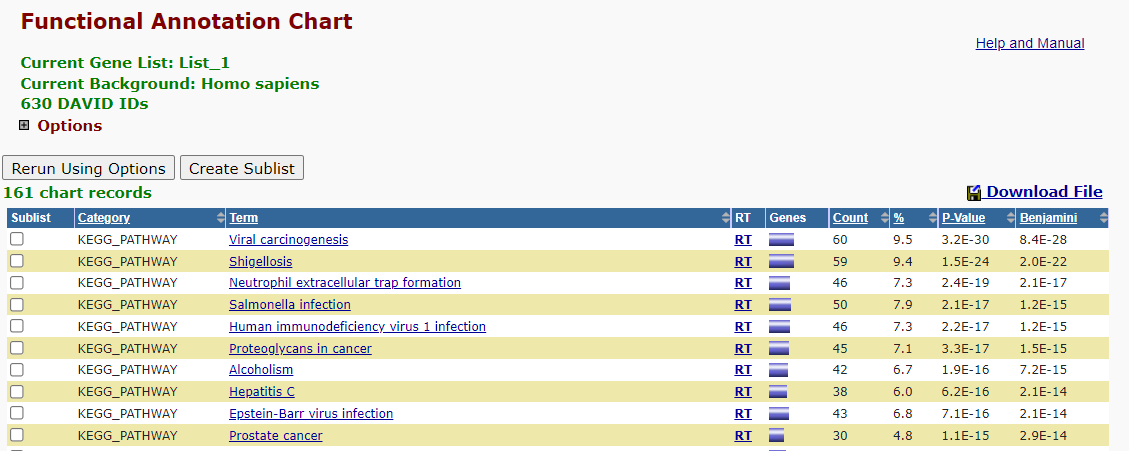 Functional Annotation Chart
Help and Manual
Current Gene List: List_1
Current Background: Homo sapiens
630 DAVID IDs
Options
Rerun Using Options Create Sublist
161 chart records Download File
Sublist Category Term RT Genes Count % P-Value Benjamini
KEGG_PATHWAY Viral carcinogenesis RT 60 9.5 3.2E-30 8.4E-28
KEGG_PATHWAY Shigellosis RT 59 9.4 1.5E-24 2.0E-22
KEGG_PATHWAY Neutrophil extracellular trap formation RT 46 7.3 2.4E-19 2.1E-17
KEGG_PATHWAY Salmonella infection RT 50 7.9 2.1E-17 1.2E-15
KEGG_PATHWAY Human immunodeficiency virus 1 infection RT 46 7.3 2.2E-17 1.2E-15
KEGG_PATHWAY Proteoglycans in cancer RT 45 7.1 3.3E-17 1.5E-15
KEGG_PATHWAY Alcoholism RT 42 6.7 1.9E-16 7.2E-15
KEGG_PATHWAY Hepatitis C RT 38 6.0 6.2E-16 2.1E-14
KEGG_PATHWAY Epstein-Barr virus infection RT 43 6.8 7.1E-16 2.1E-14
KEGG_PATHWAY Prostate cancer RT 30 4.8 1.1E-15 2.9E-14